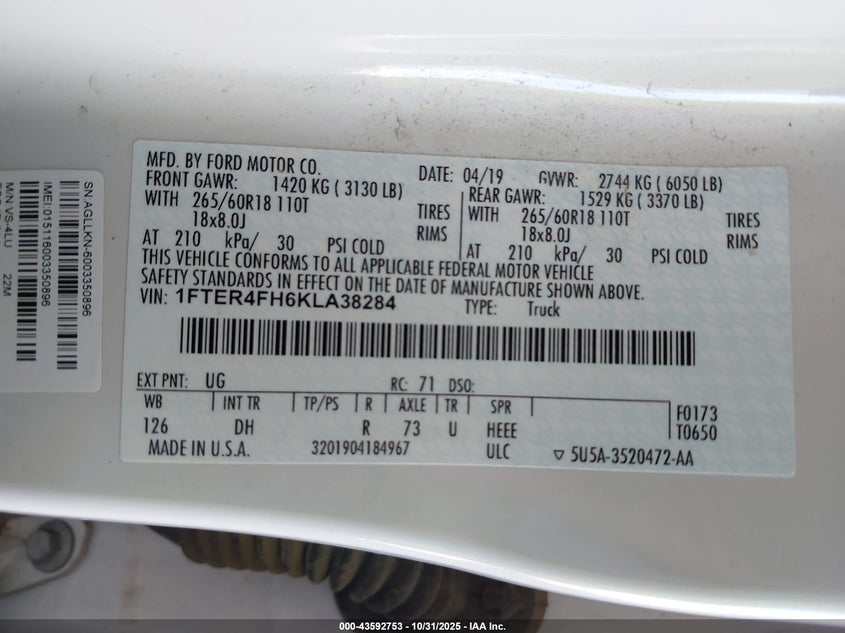 MFD. BY FORD MOTOR CO. DATE: 04/19 GVWR: 2744 KG ( 6050 LB)
FRONT GAWR: 1420 KG ( 3130 LB) REAR GAWR: 1529 KG ( 3370 LB)
WITH 265/60R18 110T TIRES WITH 265/60R18 110T TIRES
18x8.0J RIMS 18x8.0J RIMS
AT 210 kPa/ 30 PSI COLD AT 210 kPa/ 30 PSI COLD
THIS VEHICLE CONFORMS TO ALL APPLICABLE FEDERAL MOTOR VEHICLE
SAFETY STANDARDS IN EFFECT ON THE DATE OF MANUFACTURE SHOWN ABOVE.
VIN: 1FTER4FH6KLA38284 TYPE: Truck
EXT PNT: UG RC: 71 DSO:
WB INT TR TP/PS R AXLE TR SPR F0173
126 DH R 73 U HEEE T0650
MADE IN U.S.A. 3201904184967 ULC 5U5A-3520472-AA
SN:AGLLKN-6003350896
IMEI:015116003350896
M/N VS-4LU 22M
000-43592753 - 10/31/2025 - IAA Inc.